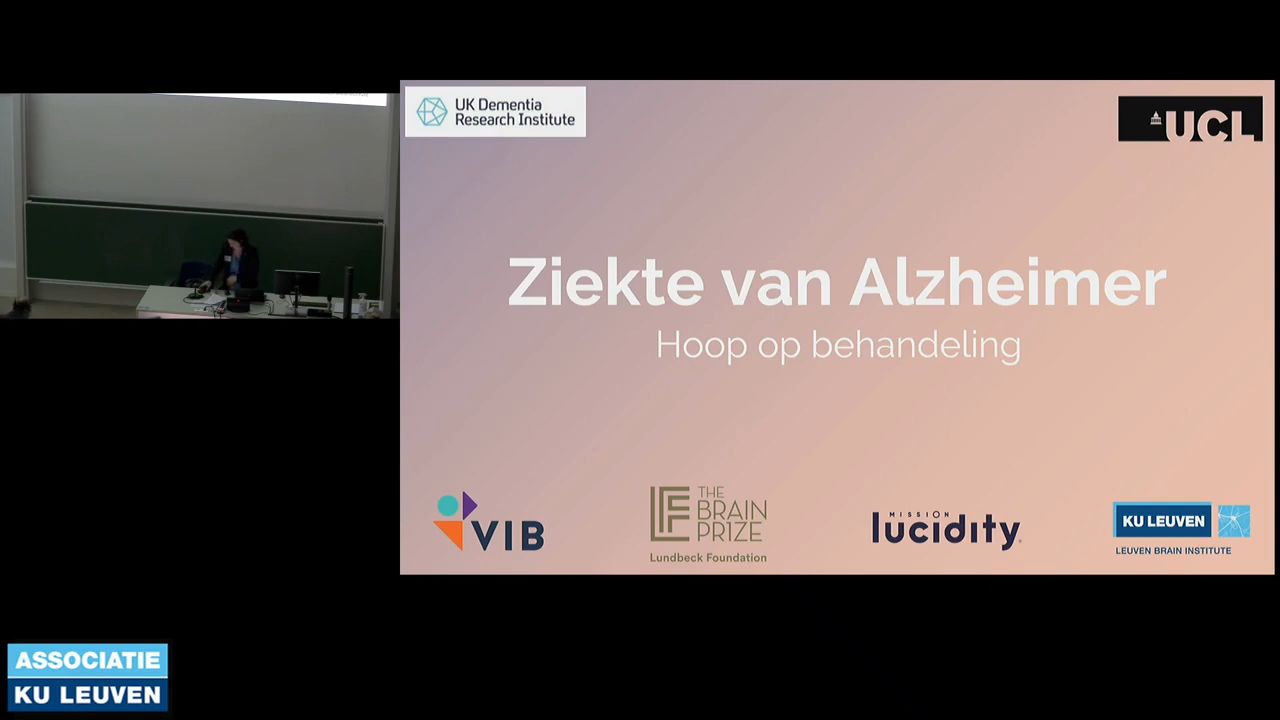 UK Dementia
Research Institute
UCL
Ziekte van Alzheimer
Hoop op behandeling
VIB
THE
BRAIN
PRIZE
Lundbeck Foundation
MISSION
lucidity
KU LEUVEN
LEUVEN BRAIN INSTITUTE
ASSOCIATIE
KU LEUVEN